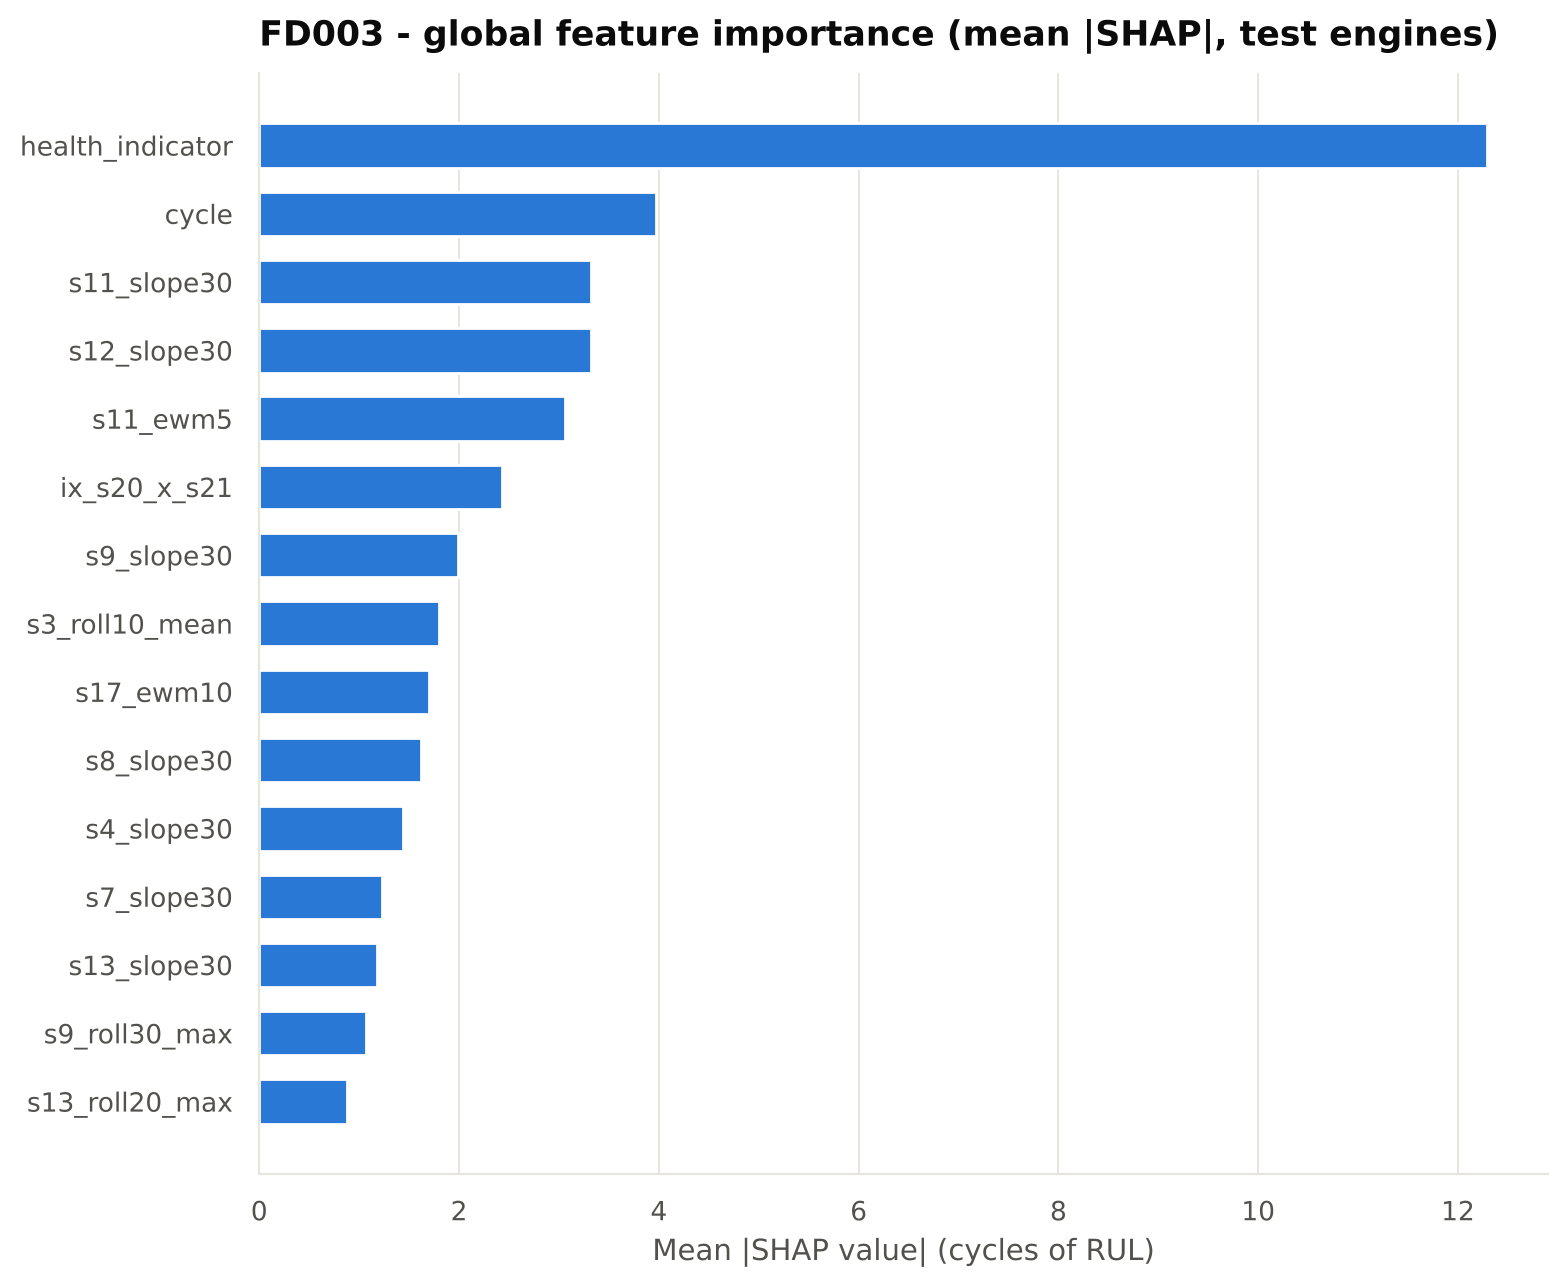 FD003 - global feature importance (mean |SHAP|, test engines)
health_indicator
cycle
s11_slope30
s12_slope30
s11_ewm5
ix_s20_x_s21
s9_slope30
s3_roll10_mean
s17_ewm10
s8_slope30
s4_slope30
s7_slope30
s13_slope30
s9_roll30_max
s13_roll20_max
0 2 4 6 8 10 12
Mean |SHAP value| (cycles of RUL)